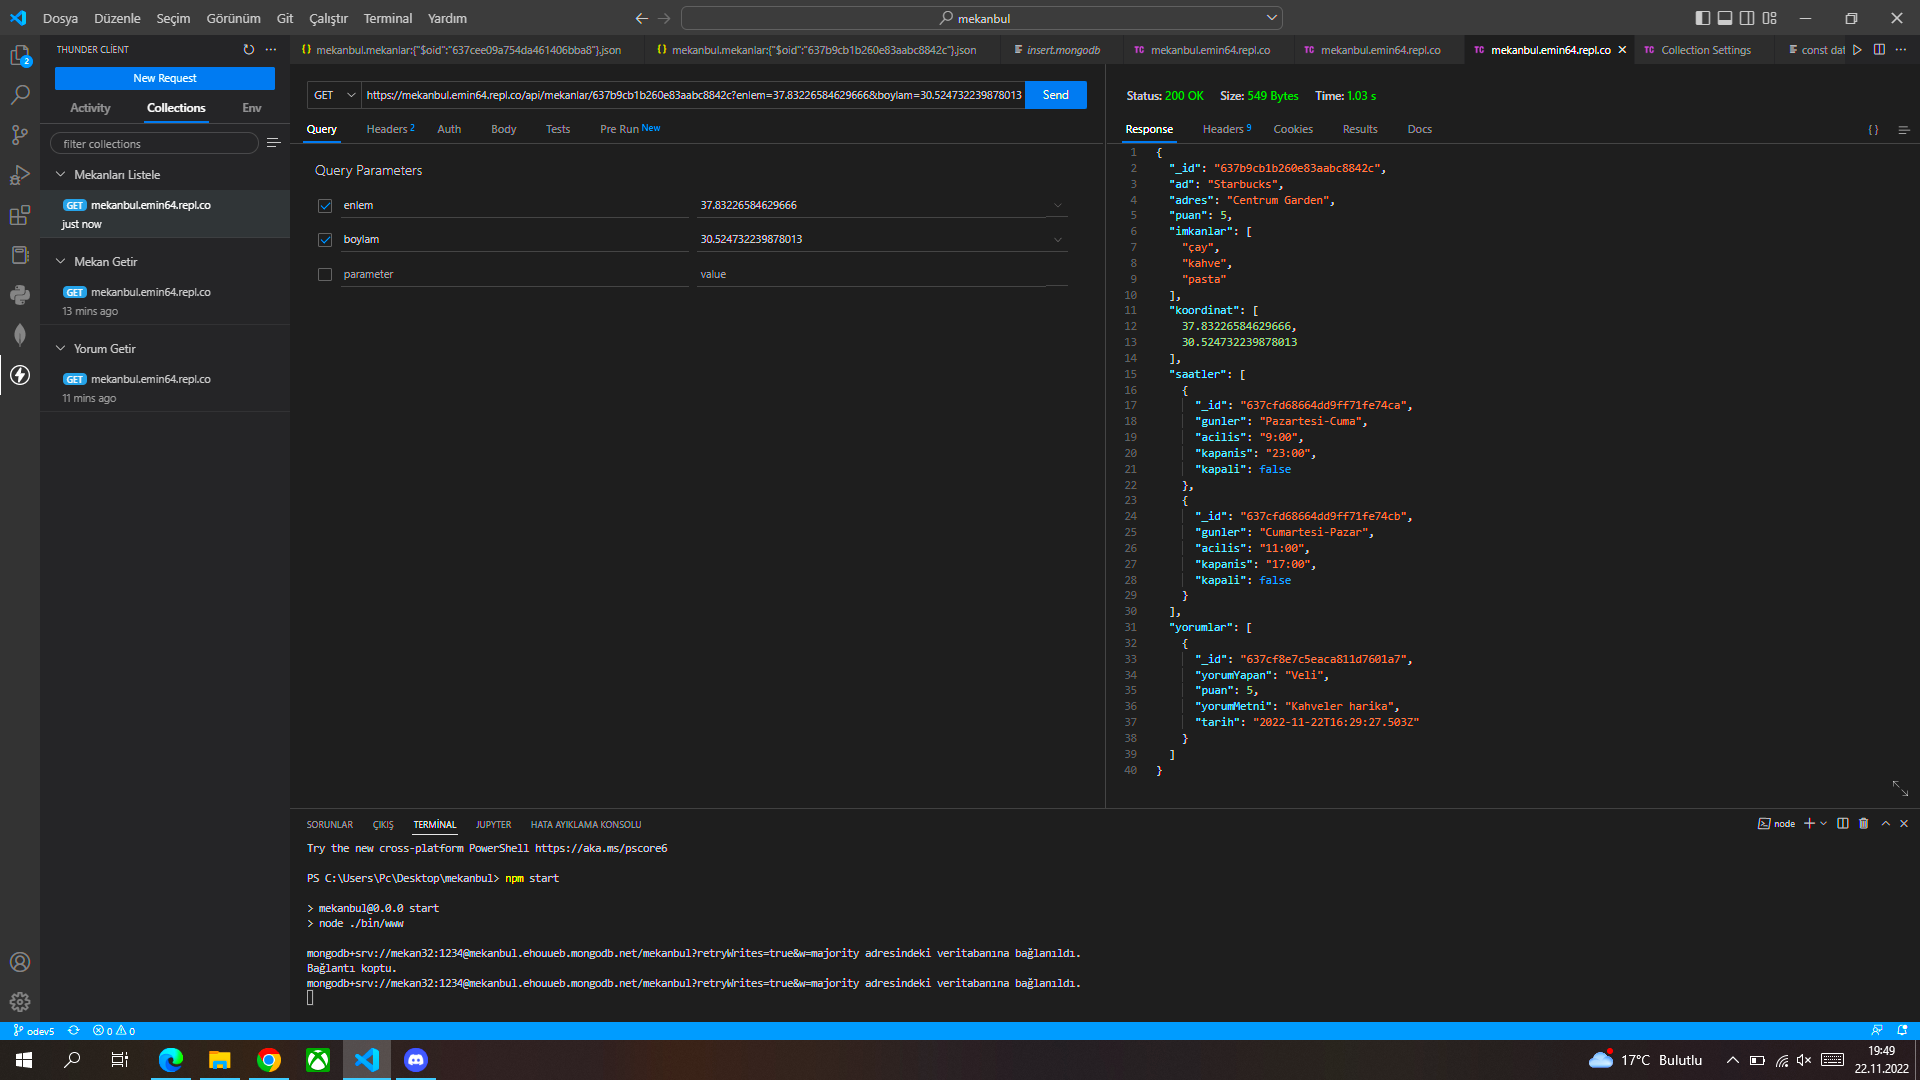 Dosya Düzenle Seçim Görünüm Git Çalıştır Terminal Yardım
mekanbul
THUNDER CLIENT
New Request
Activity Collections Env
filter collections
Mekanları Listele
GET mekanbul.emin64.repl.co
just now
Mekan Getir
GET mekanbul.emin64.repl.co
13 mins ago
Yorum Getir
GET mekanbul.emin64.repl.co
11 mins ago
mekanbul.mekanlar:{"$oid":"637cee09a754da461406bba8"}.json
mekanbul.mekanlar:{"$oid":"637b9cb1b260e83aabc8842c"}.json
insert.mongodb
TC mekanbul.emin64.repl.co
TC mekanbul.emin64.repl.co
TC mekanbul.emin64.repl.co
TC Collection Settings
const dat
GET https://mekanbul.emin64.repl.co/api/mekanlar/637b9cb1b260e83aabc8842c?enlem=37.83226584629666&boylam=30.524732239878013 Send
Query Headers 2 Auth Body Tests Pre Run New
Query Parameters
enlem 37.83226584629666
boylam 30.524732239878013
parameter value
Status: 200 OK Size: 549 Bytes Time: 1.03 s
Response Headers 9 Cookies Results Docs { }
1 {
2 "_id": "637b9cb1b260e83aabc8842c",
3 "ad": "Starbucks",
4 "adres": "Centrum Garden",
5 "puan": 5,
6 "imkanlar": [
7 "çay",
8 "kahve",
9 "pasta"
10 ],
11 "koordinat": [
12 37.83226584629666,
13 30.524732239878013
14 ],
15 "saatler": [
16 {
17 "_id": "637cfd68664dd9ff71fe74ca",
18 "gunler": "Pazartesi-Cuma",
19 "acilis": "9:00",
20 "kapanis": "23:00",
21 "kapali": false
22 },
23 {
24 "_id": "637cfd68664dd9ff71fe74cb",
25 "gunler": "Cumartesi-Pazar",
26 "acilis": "11:00",
27 "kapanis": "17:00",
28 "kapali": false
29 }
30 ],
31 "yorumlar": [
32 {
33 "_id": "637cf8e7c5eaca811d7601a7",
34 "yorumYapan": "Veli",
35 "puan": 5,
36 "yorumMetni": "Kahveler harika",
37 "tarih": "2022-11-22T16:29:27.503Z"
38 }
39 ]
40 }
SORUNLAR ÇIKIŞ TERMİNAL JUPYTER HATA AYIKLAMA KONSOLU node
Try the new cross-platform PowerShell https://aka.ms/pscore6
PS C:\Users\Pc\Desktop\mekanbul> npm start
> mekanbul@0.0.0 start
> node ./bin/www
mongodb+srv://mekan32:1234@mekanbul.ehouueb.mongodb.net/mekanbul?retryWrites=true&w=majority adresindeki veritabanına bağlanıldı.
Bağlantı koptu.
mongodb+srv://mekan32:1234@mekanbul.ehouueb.mongodb.net/mekanbul?retryWrites=true&w=majority adresindeki veritabanına bağlanıldı.
odev5 0 0
17°C Bulutlu
19:49
22.11.2022
2